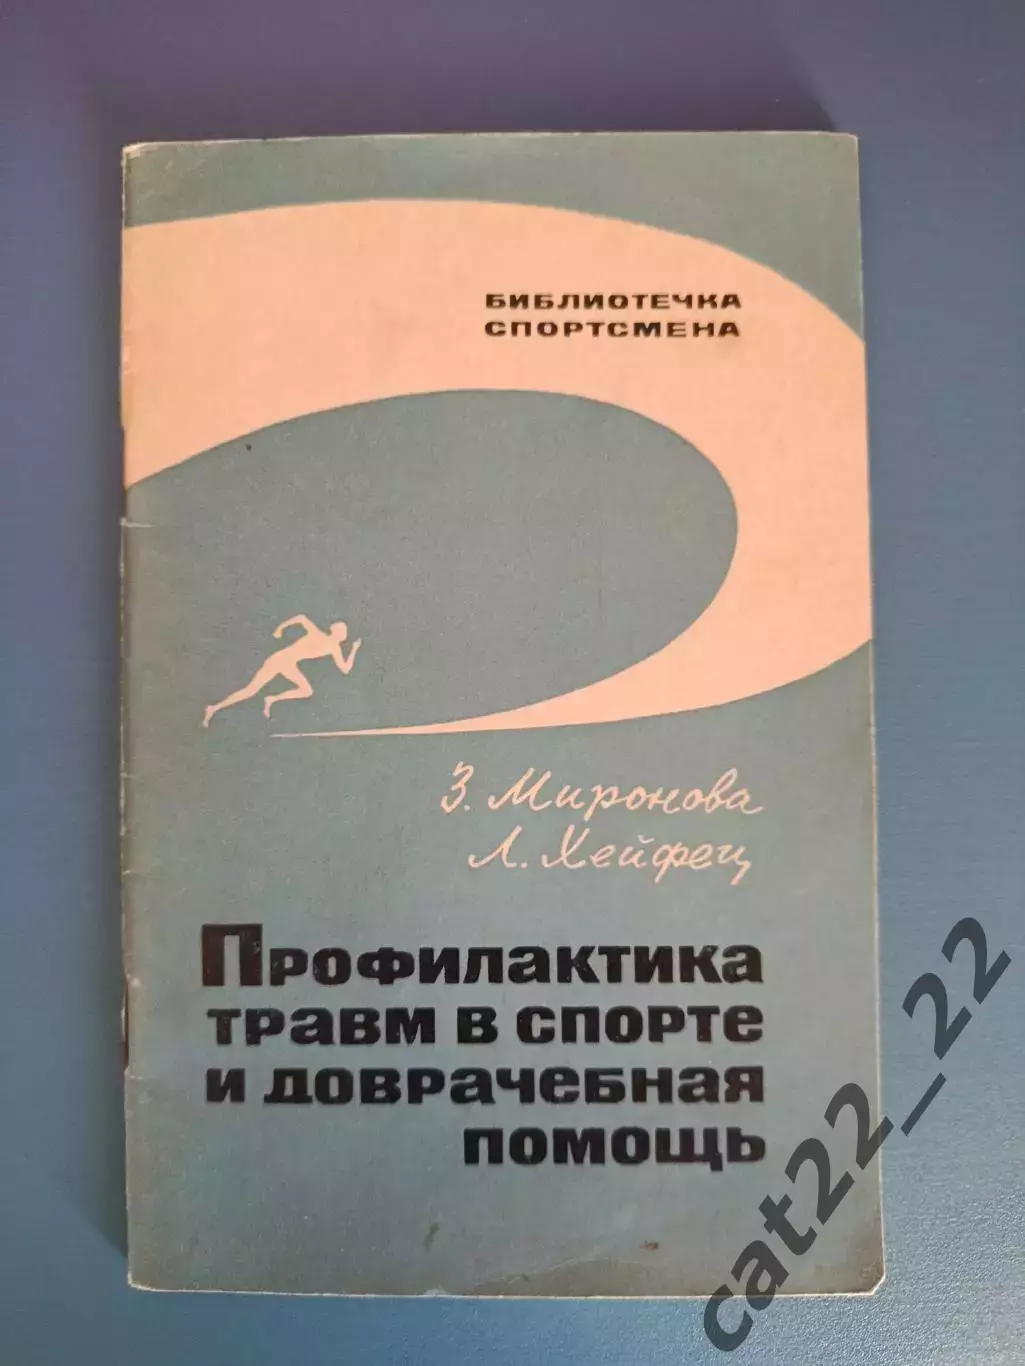 БИБЛИОТЕЧКА
СПОРТСМЕНА
З. Миронова
Л. Хейфец
Профилактика
травм в спорте
и доврачебная
помощь
cat22_22